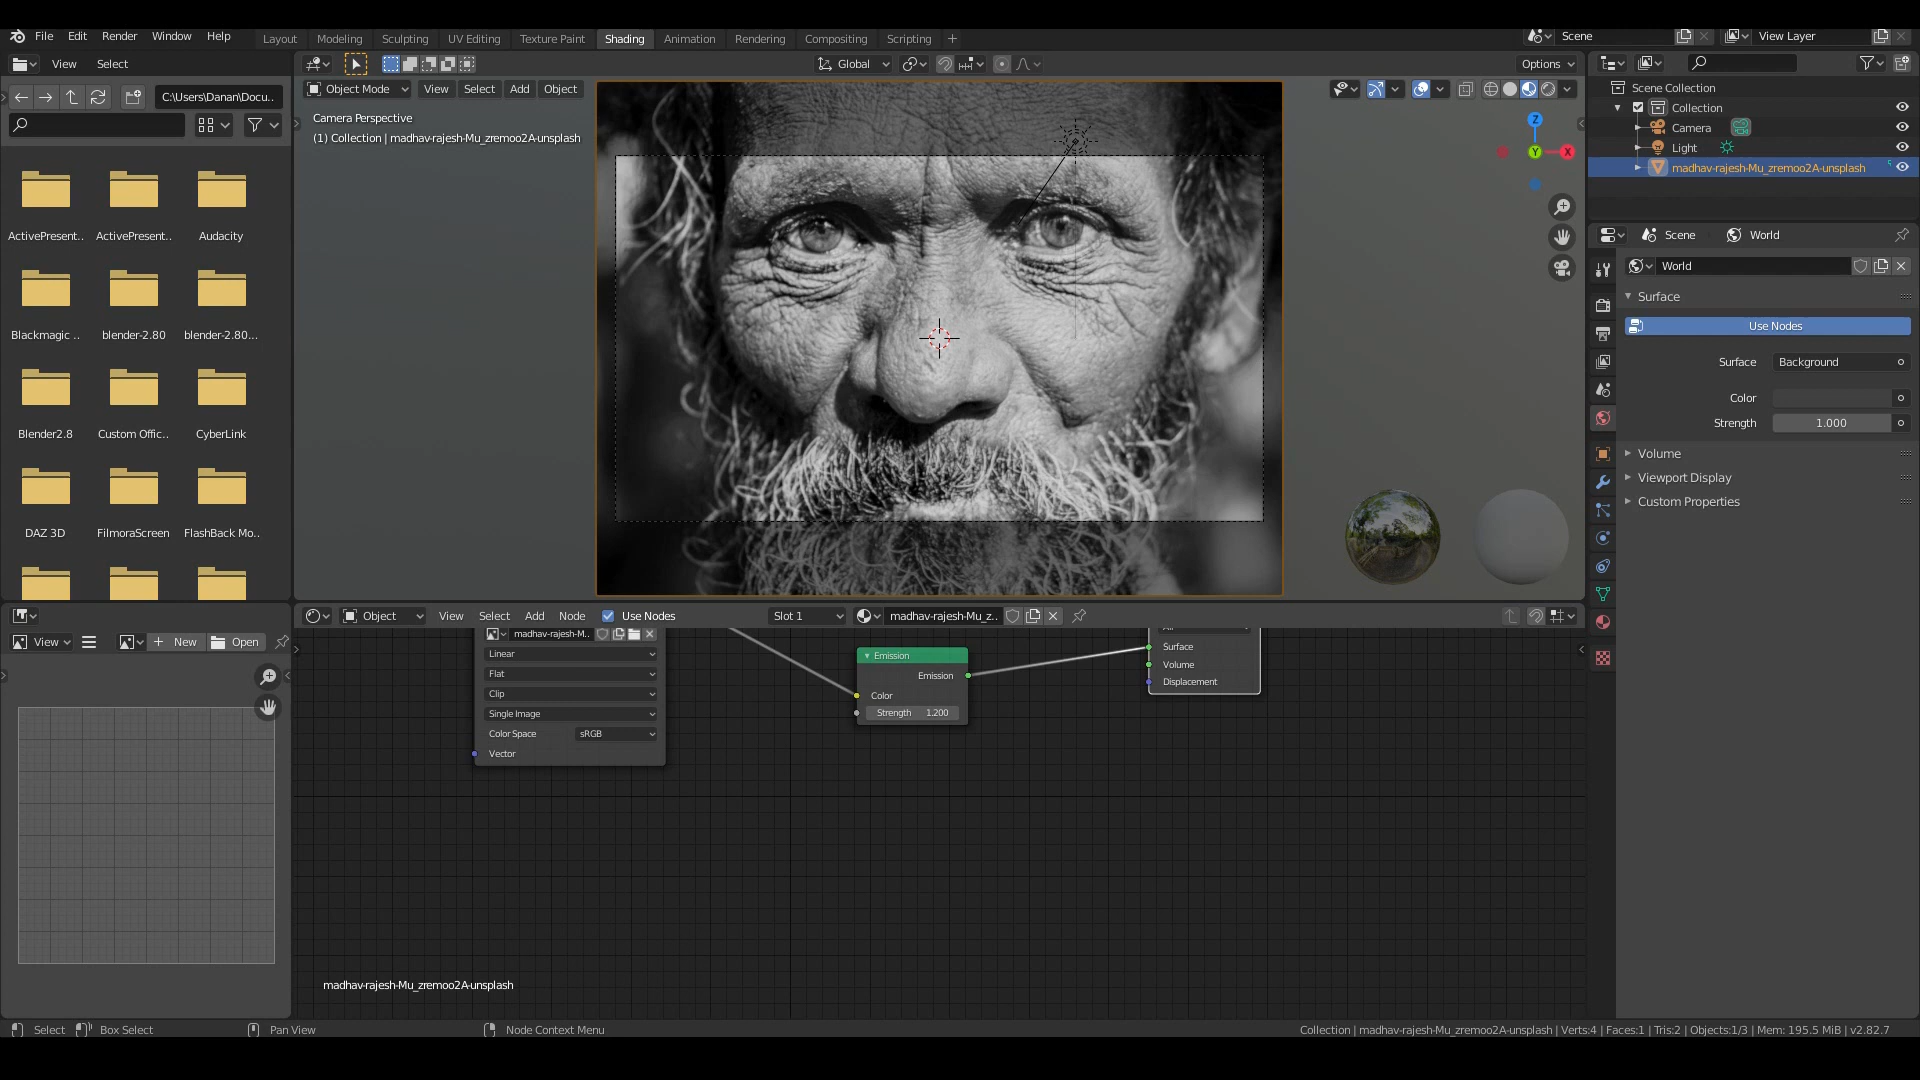 File Edit Render Window Help
Layout Modeling Sculpting UV Editing Texture Paint Shading Animation Rendering Compositing Scripting +
Scene
View Layer
View Select
Global
Options
C:\Users\Danan\Docu..
Object Mode View Select Add Object
Camera Perspective
(1) Collection | madhav-rajesh-Mu_zremoo2A-unsplash
Z
Y
X
ActivePresent.. ActivePresent.. Audacity
Blackmagic .. blender-2.80 blender-2.80...
Blender2.8 Custom Offic.. CyberLink
DAZ 3D FilmoraScreen FlashBack Mo..
Scene Collection
Collection
Camera
Light
madhav-rajesh-Mu_zremoo2A-unsplash
Scene World
World
Surface
Use Nodes
Surface Background
Color
Strength 1.000
Volume
Viewport Display
Custom Properties
View New Open
Object View Select Add Node Use Nodes Slot 1 madhav-rajesh-Mu_z..
madhav-rajesh-M..
Linear
Flat
Clip
Single Image
Color Space sRGB
Vector
Emission
Emission
Color
Strength 1.200
Surface
Volume
Displacement
madhav-rajesh-Mu_zremoo2A-unsplash
Select Box Select Pan View Node Context Menu
Collection | madhav-rajesh-Mu_zremoo2A-unsplash | Verts:4 | Faces:1 | Tris:2 | Objects:1/3 | Mem: 195.5 MiB | v2.82.7